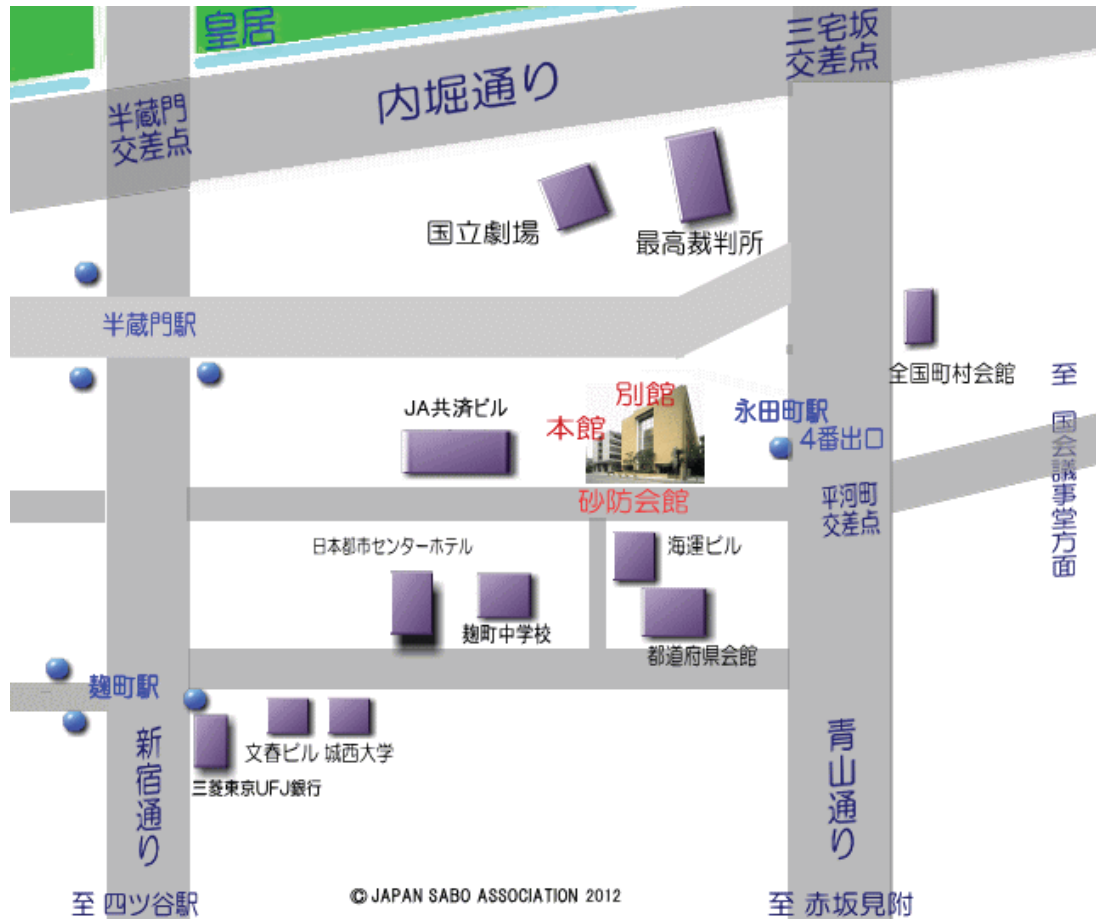 皇居
三宅坂
交差点
内堀通り
半蔵門
交差点
国立劇場
最高裁判所
半蔵門駅
全国町村会館
至 国会議事堂方面
JA共済ビル
別館
本館
永田町駅
4番出口
砂防会館
平河町
交差点
日本都市センターホテル
海運ビル
麹町中学校
都道府県会館
麹町駅
文春ビル
城西大学
三菱東京UFJ銀行
新宿通り
青山通り
至 四ツ谷駅
© JAPAN SABO ASSOCIATION 2012
至 赤坂見附